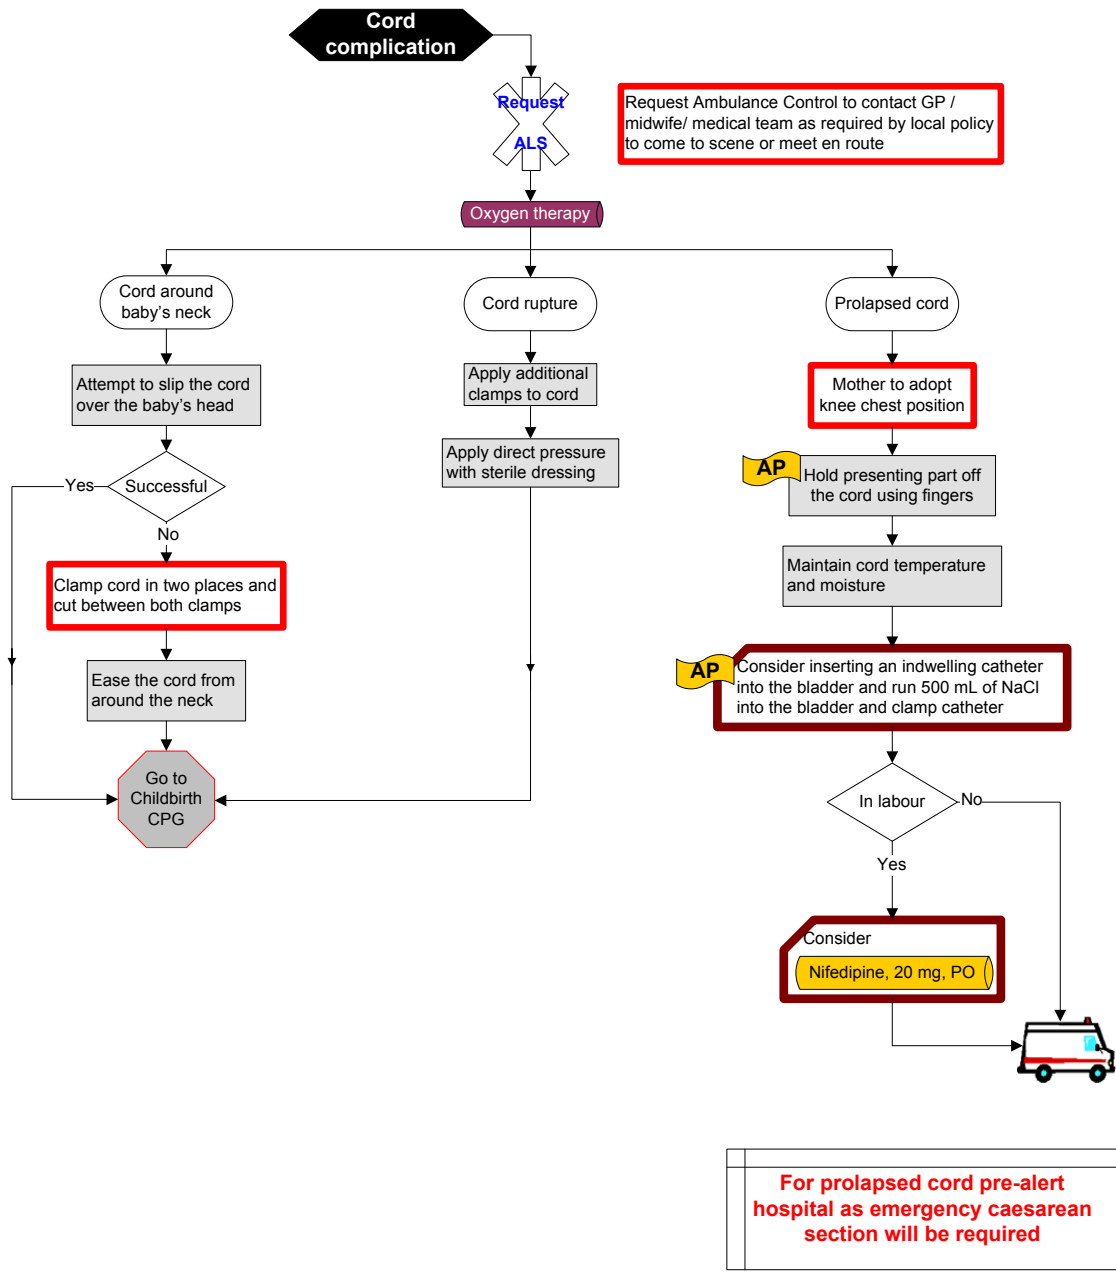 Cord
complication
Request
ALS
Request Ambulance Control to contact GP /
midwife/ medical team as required by local policy
to come to scene or meet en route
Oxygen therapy
Cord around
baby's neck
Cord rupture
Prolapsed cord
Attempt to slip the cord
over the baby's head
Apply additional
clamps to cord
Mother to adopt
knee chest position
Apply direct pressure
with sterile dressing
AP
Hold presenting part off
the cord using fingers
Yes
Successful
No
Maintain cord temperature
and moisture
Clamp cord in two places and
cut between both clamps
AP
Consider inserting an indwelling catheter
into the bladder and run 500 mL of NaCl
into the bladder and clamp catheter
Ease the cord from
around the neck
Go to
Childbirth
CPG
In labour
No
Yes
Consider
Nifedipine, 20 mg, PO
For prolapsed cord pre-alert
hospital as emergency caesarean
section will be required